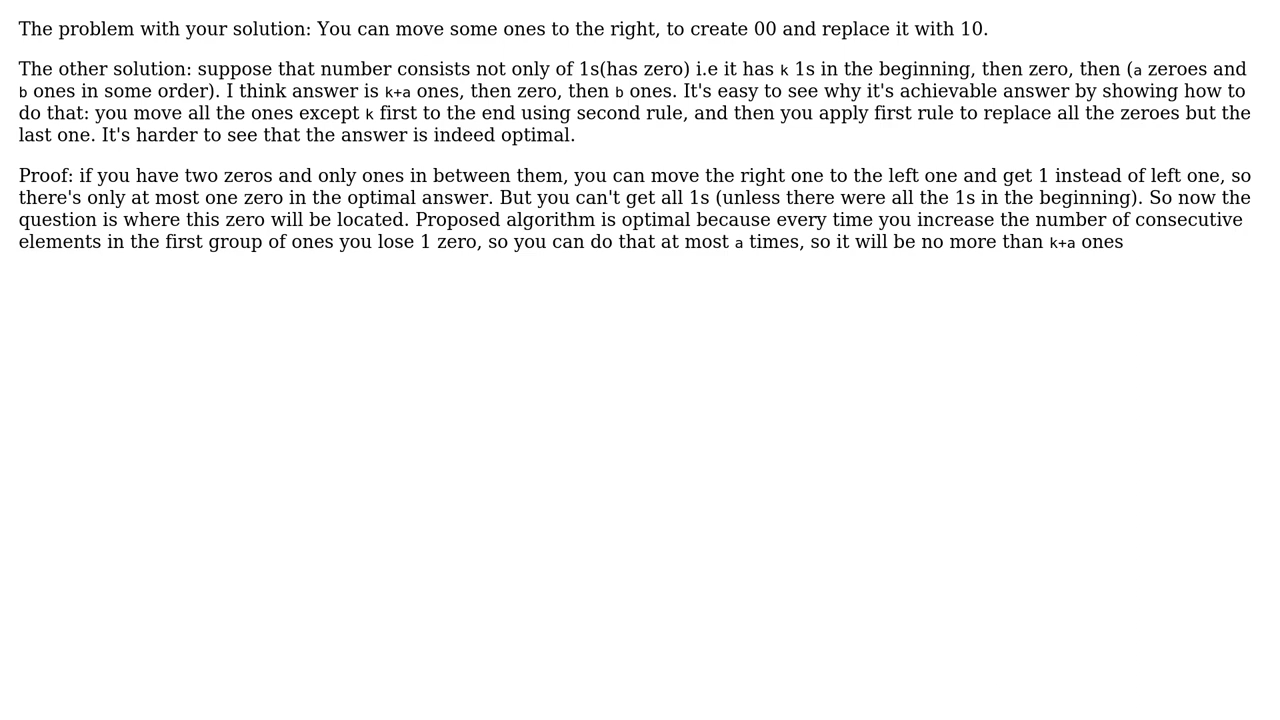 The problem with your solution: You can move some ones to the right, to create 00 and replace it with 10.
The other solution: suppose that number consists not only of 1s(has zero) i.e it has k 1s in the beginning, then zero, then (a zeroes and
b ones in some order). I think answer is k+a ones, then zero, then b ones. It's easy to see why it's achievable answer by showing how to
do that: you move all the ones except k first to the end using second rule, and then you apply first rule to replace all the zeroes but the
last one. It's harder to see that the answer is indeed optimal.
Proof: if you have two zeros and only ones in between them, you can move the right one to the left one and get 1 instead of left one, so
there's only at most one zero in the optimal answer. But you can't get all 1s (unless there were all the 1s in the beginning). So now the
question is where this zero will be located. Proposed algorithm is optimal because every time you increase the number of consecutive
elements in the first group of ones you lose 1 zero, so you can do that at most a times, so it will be no more than k+a ones